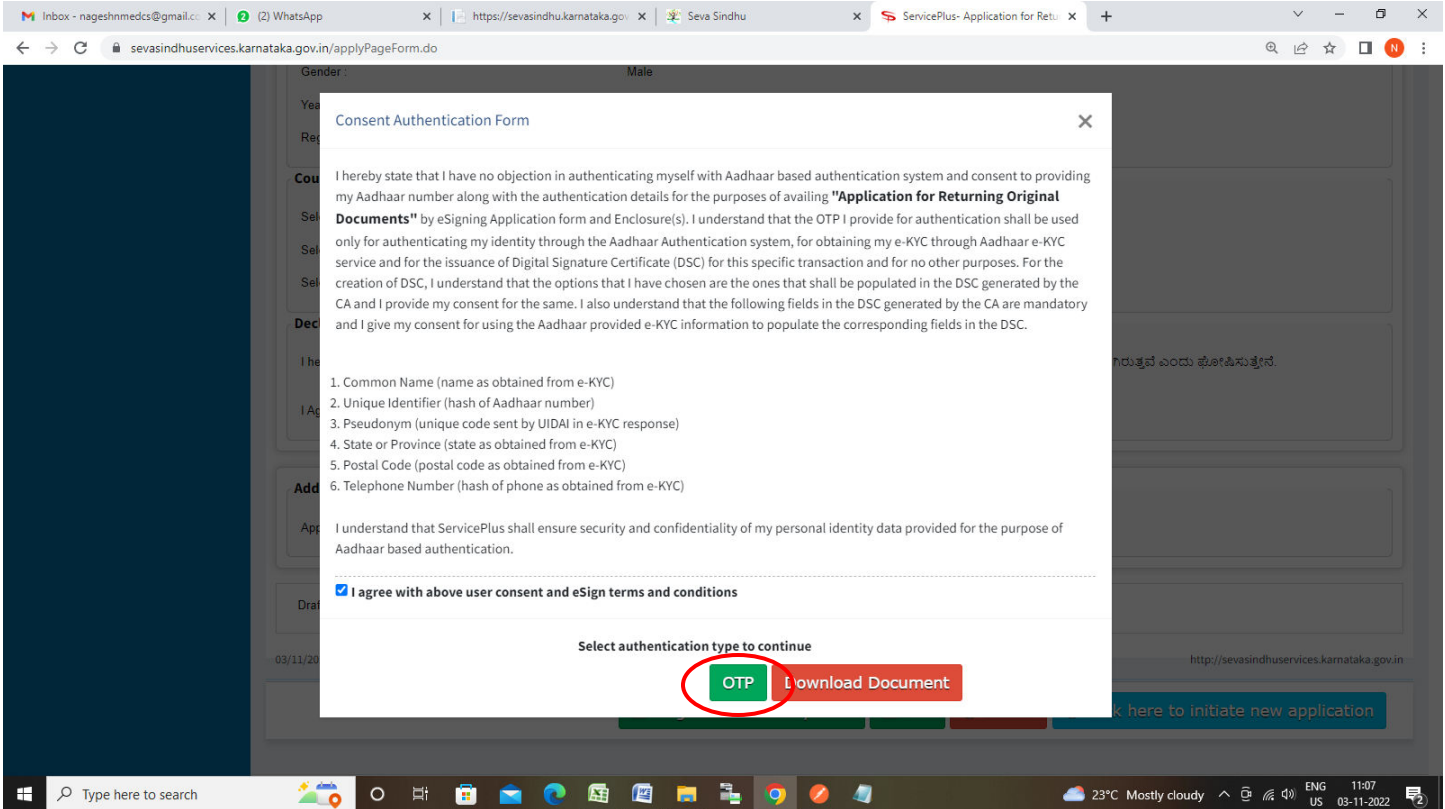 Inbox - nageshnmedcs@gmail.cc
(2) WhatsApp
https://sevasindhu.karnataka.gov
Seva Sindhu
ServicePlus- Application for Retu
sevasindhuservices.karnataka.gov.in/applyPageForm.do
N
Gender :
Male
Consent Authentication Form
I hereby state that I have no objection in authenticating myself with Aadhaar based authentication system and consent to providing
my Aadhaar number along with the authentication details for the purposes of availing "Application for Returning Original
Documents" by eSigning Application form and Enclosure(s). I understand that the OTP I provide for authentication shall be used
only for authenticating my identity through the Aadhaar Authentication system, for obtaining my e-KYC through Aadhaar e-KYC
service and for the issuance of Digital Signature Certificate (DSC) for this specific transaction and for no other purposes. For the
creation of DSC, I understand that the options that I have chosen are the ones that shall be populated in the DSC generated by the
CA and I provide my consent for the same. I also understand that the following fields in the DSC generated by the CA are mandatory
and I give my consent for using the Aadhaar provided e-KYC information to populate the corresponding fields in the DSC.
ಎಂದು ಘೋಷಿಸುತ್ತೇನೆ.
1. Common Name (name as obtained from e-KYC)
2. Unique Identifier (hash of Aadhaar number)
3. Pseudonym (unique code sent by UIDAI in e-KYC response)
4. State or Province (state as obtained from e-KYC)
5. Postal Code (postal code as obtained from e-KYC)
6. Telephone Number (hash of phone as obtained from e-KYC)
I understand that ServicePlus shall ensure security and confidentiality of my personal identity data provided for the purpose of
Aadhaar based authentication.
I agree with above user consent and eSign terms and conditions
Select authentication type to continue
03/11/20
http://sevasindhuservices.karnataka.gov.in
OTP
Download Document
k here to initiate new application
Type here to search
23°C Mostly cloudy
ENG
US
11:07
03-11-2022
2